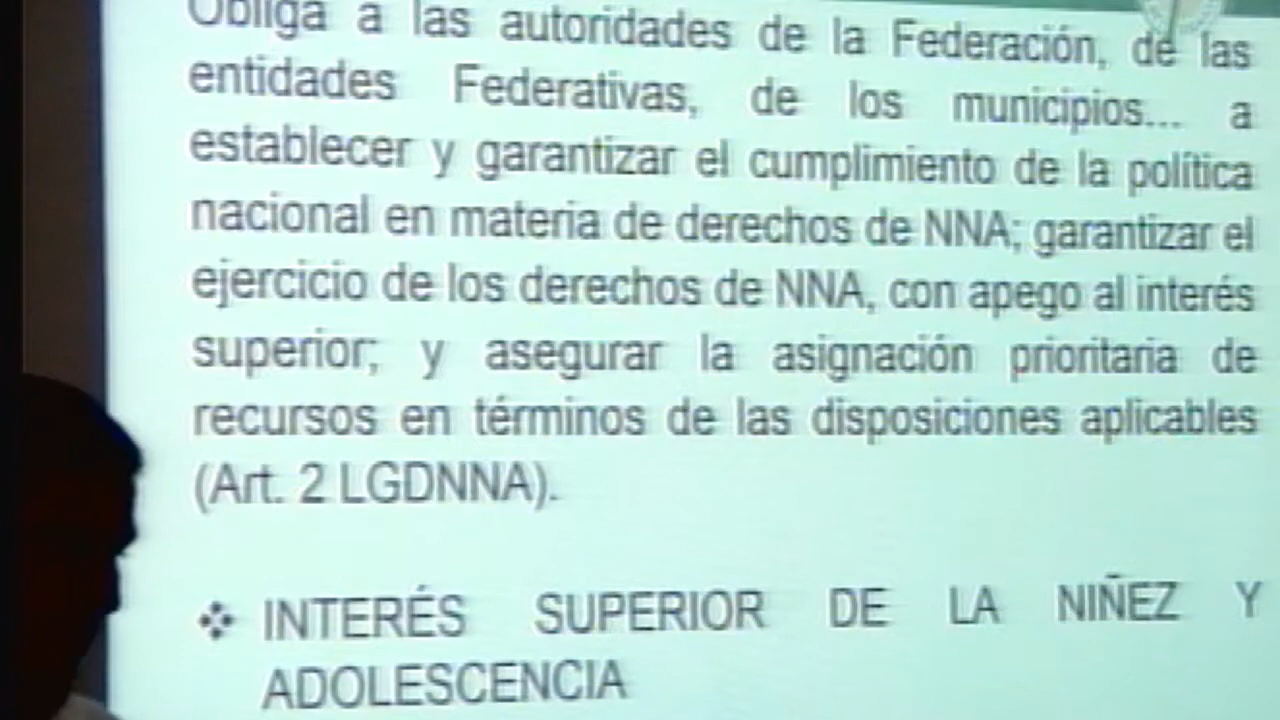 Obliga a las autoridades de la Federación, de las
entidades Federativas, de los municipios... a
establecer y garantizar el cumplimiento de la política
nacional en materia de derechos de NNA; garantizar el
ejercicio de los derechos de NNA, con apego al interés
superior; y asegurar la asignación prioritaria de
recursos en términos de las disposiciones aplicables
(Art. 2 LGDNNA).
❖ INTERÉS SUPERIOR DE LA NIÑEZ Y
ADOLESCENCIA